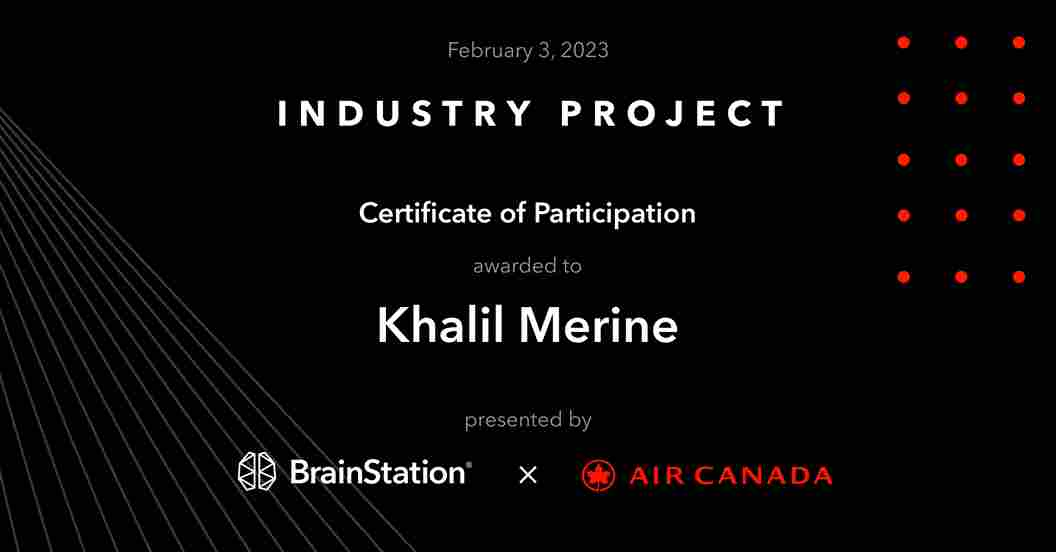 February 3, 2023
INDUSTRY PROJECT
Certificate of Participation
awarded to
Khalil Merine
presented by
BrainStation® × AIR CANADA